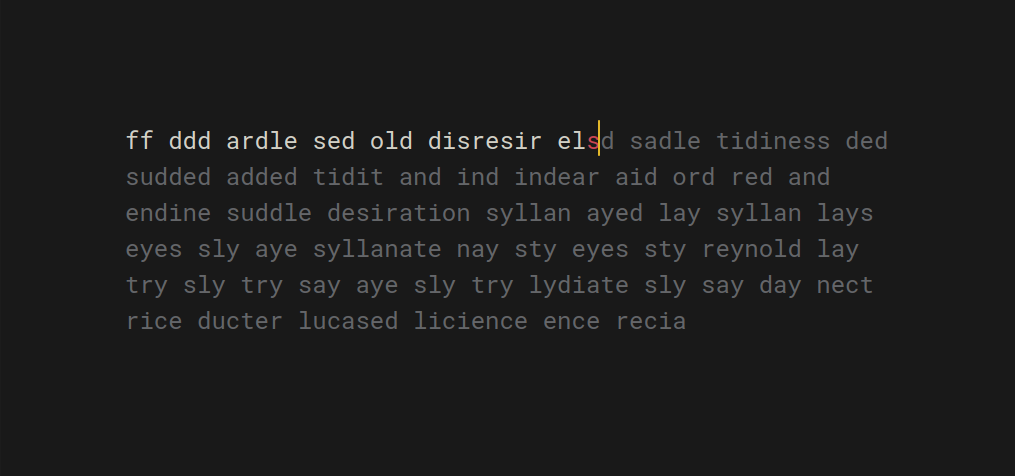 ff ddd ardle sed old disresir elsd sadle tidiness ded
sudded added tidit and ind indear aid ord red and
endine suddle desiration syllan ayed lay syllan lays
eyes sly aye syllanate nay sty eyes sty reynold lay
try sly try say aye sly try lydiate sly say day nect
rice ducter lucased licience ence recia